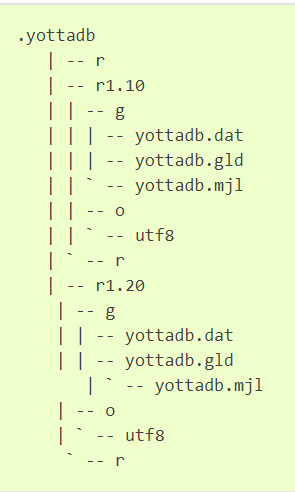 .yottadb
| -- r
| -- r1.10
| | -- g
| | | -- yottadb.dat
| | | -- yottadb.gld
| | ` -- yottadb.mjl
| | -- o
| | ` -- utf8
| ` -- r
| -- r1.20
| -- g
| | -- yottadb.dat
| | -- yottadb.gld
| ` -- yottadb.mjl
| -- o
| ` -- utf8
` -- r